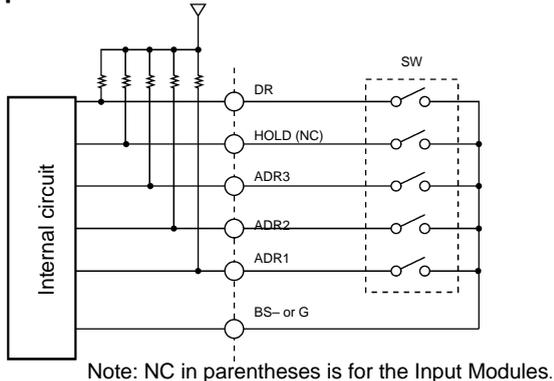 SW
DR
HOLD (NC)
ADR3
ADR2
ADR1
BS– or G
Internal circuit
Note: NC in parentheses is for the Input Modules.